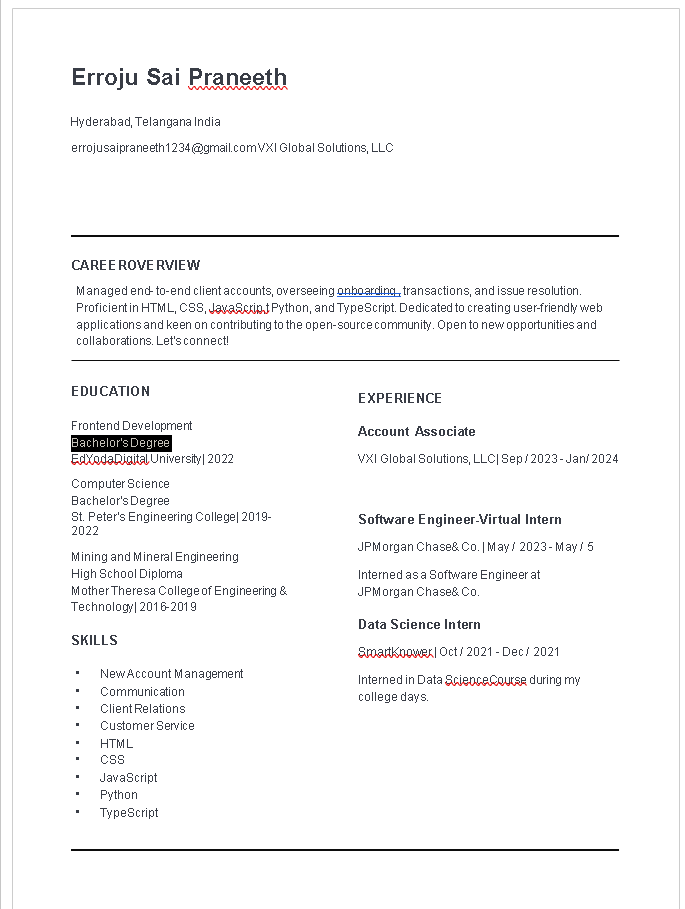 Erroju Sai Praneeth
Hyderabad, Telangana India
errojusaipraneeth1234@gmail.com VXI Global Solutions, LLC
CAREER OVERVIEW
Managed end- to-end client accounts, overseeing onboarding , transactions, and issue resolution.
Proficient in HTML, CSS, JavaScrip,t Python, and TypeScript. Dedicated to creating user-friendly web
applications and keen on contributing to the open-source community. Open to new opportunities and
collaborations. Let's connect!
EDUCATION
Frontend Development
Bachelor's Degree
EdYodaDigital University| 2022
Computer Science
Bachelor's Degree
St. Peter's Engineering College| 2019-
2022
Mining and Mineral Engineering
High School Diploma
Mother Theresa College of Engineering &
Technology| 2016-2019
SKILLS
• New Account Management
• Communication
• Client Relations
• Customer Service
• HTML
• CSS
• JavaScript
• Python
• TypeScript
EXPERIENCE
Account Associate
VXI Global Solutions, LLC| Sep / 2023 - Jan/ 2024
Software Engineer-Virtual Intern
JPMorgan Chase& Co. | May / 2023 - May / 5
Interned as a Software Engineer at
JPMorgan Chase& Co.
Data Science Intern
SmartKnower | Oct / 2021 - Dec / 2021
Interned in Data ScienceCourse during my
college days.